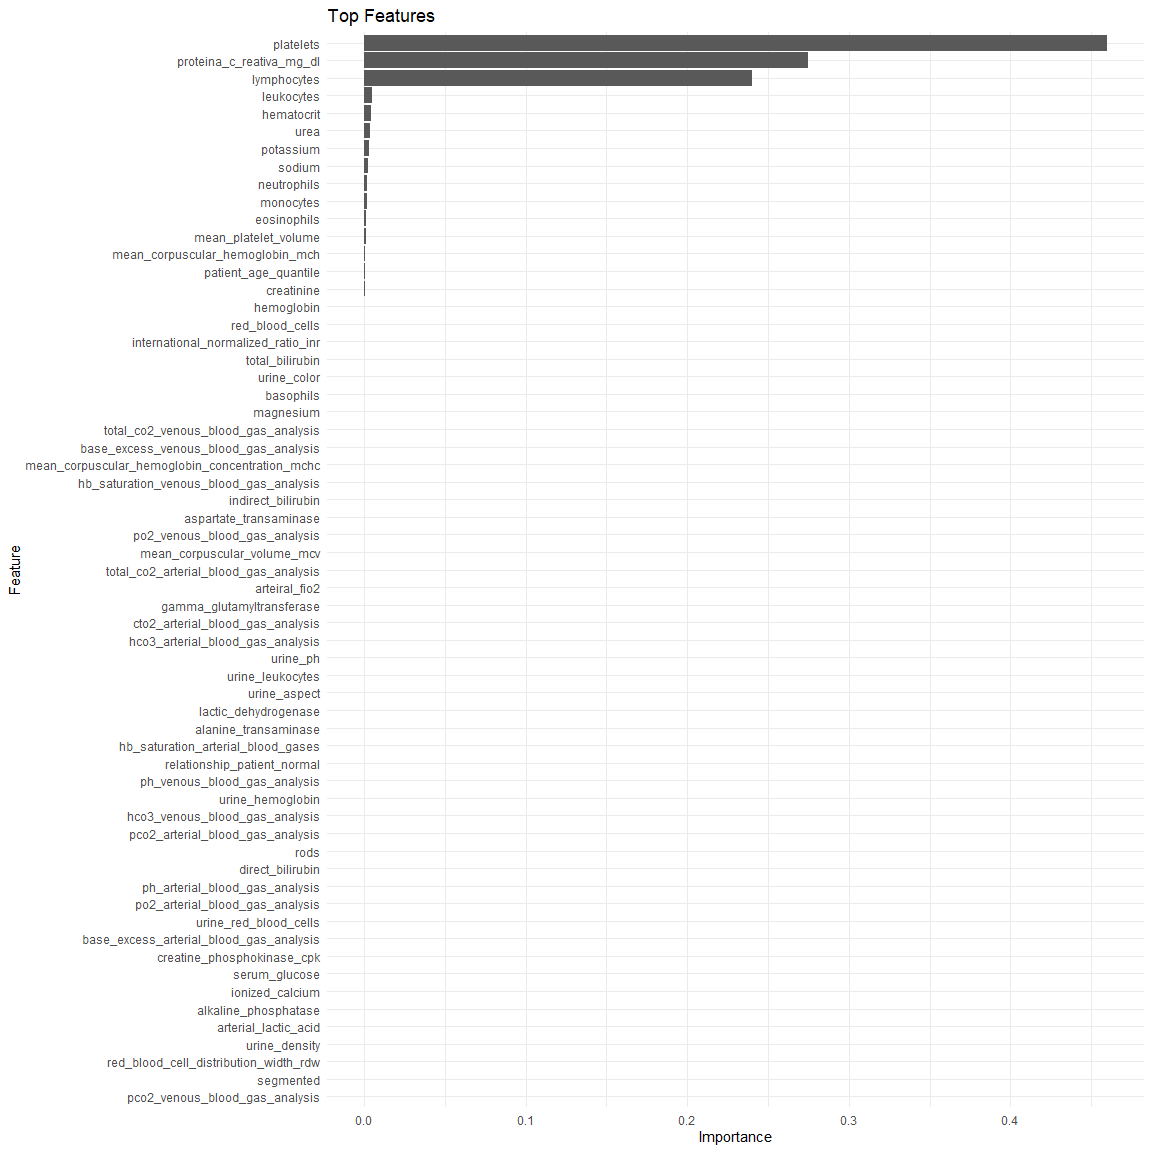 Top Features
platelets
proteina_c_reativa_mg_dl
lymphocytes
leukocytes
hematocrit
urea
potassium
sodium
neutrophils
monocytes
eosinophils
mean_platelet_volume
mean_corpuscular_hemoglobin_mch
patient_age_quantile
creatinine
hemoglobin
red_blood_cells
international_normalized_ratio_inr
total_bilirubin
urine_color
basophils
magnesium
total_co2_venous_blood_gas_analysis
base_excess_venous_blood_gas_analysis
mean_corpuscular_hemoglobin_concentration_mchc
hb_saturation_venous_blood_gas_analysis
indirect_bilirubin
aspartate_transaminase
po2_venous_blood_gas_analysis
mean_corpuscular_volume_mcv
total_co2_arterial_blood_gas_analysis
arteiral_fio2
gamma_glutamyltransferase
cto2_arterial_blood_gas_analysis
hco3_arterial_blood_gas_analysis
urine_ph
urine_leukocytes
urine_aspect
lactic_dehydrogenase
alanine_transaminase
hb_saturation_arterial_blood_gases
relationship_patient_normal
ph_venous_blood_gas_analysis
urine_hemoglobin
hco3_venous_blood_gas_analysis
pco2_arterial_blood_gas_analysis
rods
direct_bilirubin
ph_arterial_blood_gas_analysis
po2_arterial_blood_gas_analysis
urine_red_blood_cells
base_excess_arterial_blood_gas_analysis
creatine_phosphokinase_cpk
serum_glucose
ionized_calcium
alkaline_phosphatase
arterial_lactic_acid
urine_density
red_blood_cell_distribution_width_rdw
segmented
pco2_venous_blood_gas_analysis
Feature
0.0 0.1 0.2 0.3 0.4
Importance